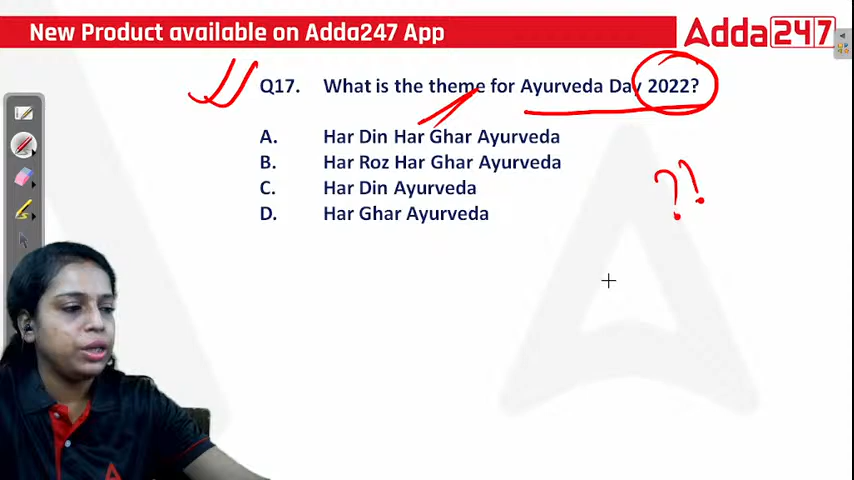 New Product available on Adda247 App
Adda247
Q17. What is the theme for Ayurveda Day 2022?
A. Har Din Har Ghar Ayurveda
B. Har Roz Har Ghar Ayurveda
C. Har Din Ayurveda
D. Har Ghar Ayurveda
??